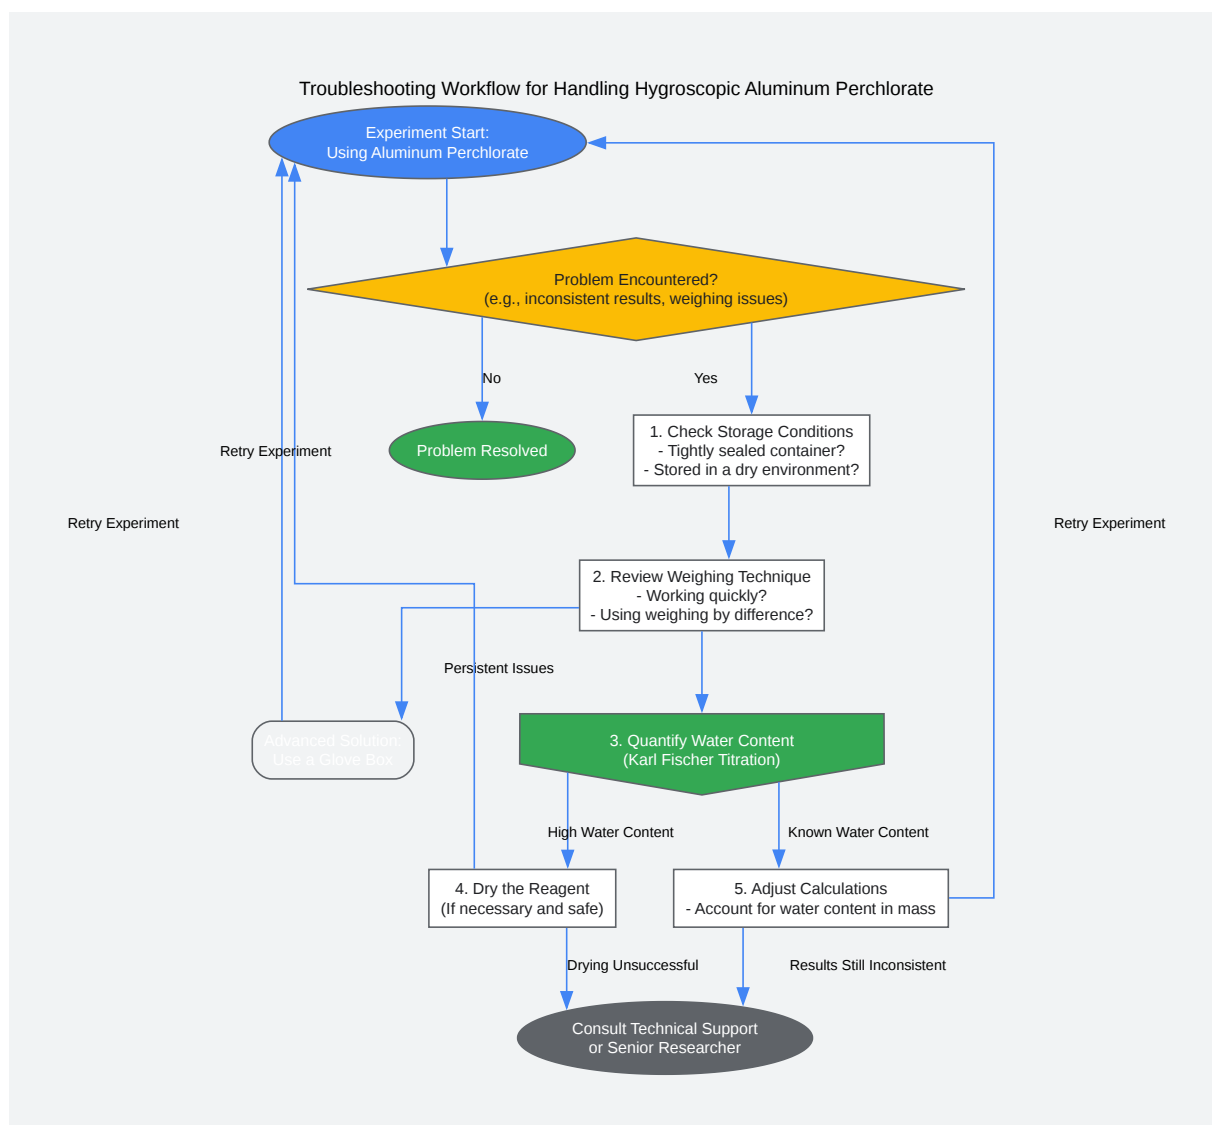 Troubleshooting Workflow for Handling Hygroscopic Aluminum Perchlorate
Experiment Start:
Using Aluminum Perchlorate
Problem Encountered?
(e.g., inconsistent results, weighing issues)
No
Yes
Problem Resolved
1. Check Storage Conditions
- Tightly sealed container?
- Stored in a dry environment?
Retry Experiment
Retry Experiment
Retry Experiment
2. Review Weighing Technique
- Working quickly?
- Using weighing by difference?
Persistent Issues
Advanced Solution:
Use a Glove Box
3. Quantify Water Content
(Karl Fischer Titration)
High Water Content
Known Water Content
4. Dry the Reagent
(If necessary and safe)
5. Adjust Calculations
- Account for water content in mass
Drying Unsuccessful
Results Still Inconsistent
Consult Technical Support
or Senior Researcher